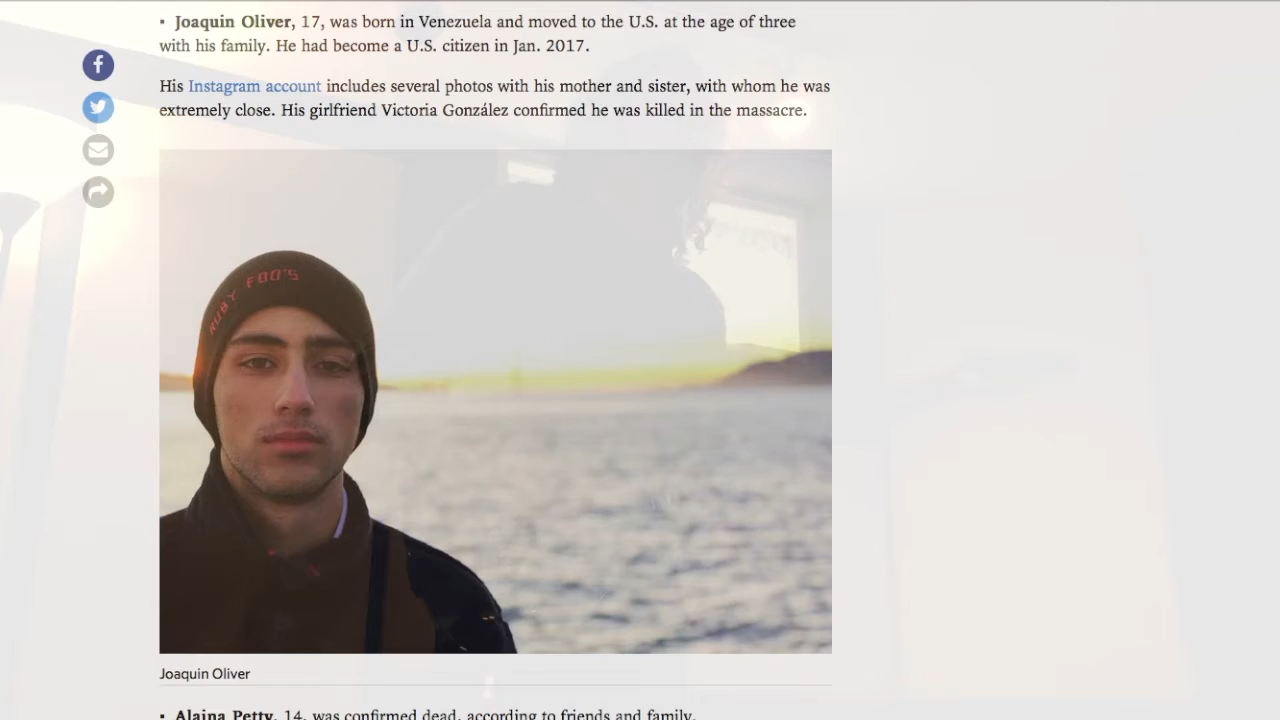 ▪ Joaquin Oliver, 17, was born in Venezuela and moved to the U.S. at the age of three
with his family. He had become a U.S. citizen in Jan. 2017.
His Instagram account includes several photos with his mother and sister, with whom he was
extremely close. His girlfriend Victoria González confirmed he was killed in the massacre.
RUBY FOO'S
Joaquin Oliver
▪ Alaina Petty, 14, was confirmed dead, according to friends and family.